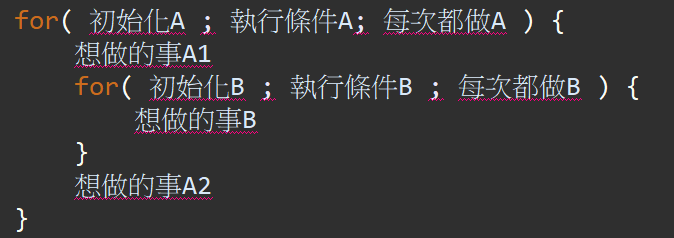 for( 初始化A ; 執行條件A; 每次都做A ) {
想做的事A1
for( 初始化B ; 執行條件B ; 每次都做B ) {
想做的事B
}
想做的事A2
}